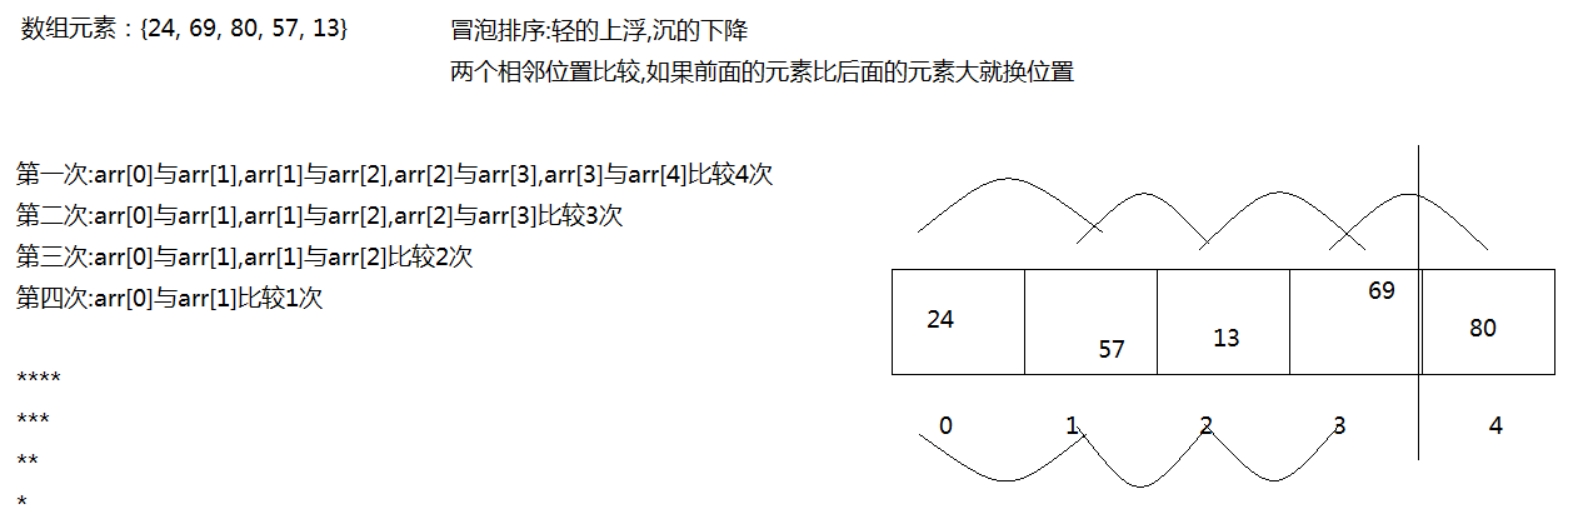 数组元素：{24, 69, 80, 57, 13}
冒泡排序:轻的上浮,沉的下降
两个相邻位置比较,如果前面的元素比后面的元素大就换位置
第一次:arr[0]与arr[1],arr[1]与arr[2],arr[2]与arr[3],arr[3]与arr[4]比较4次
第二次:arr[0]与arr[1],arr[1]与arr[2],arr[2]与arr[3]比较3次
第三次:arr[0]与arr[1],arr[1]与arr[2]比较2次
第四次:arr[0]与arr[1]比较1次
****
***
**
*
24 57 13 69 80
0 1 2 3 4